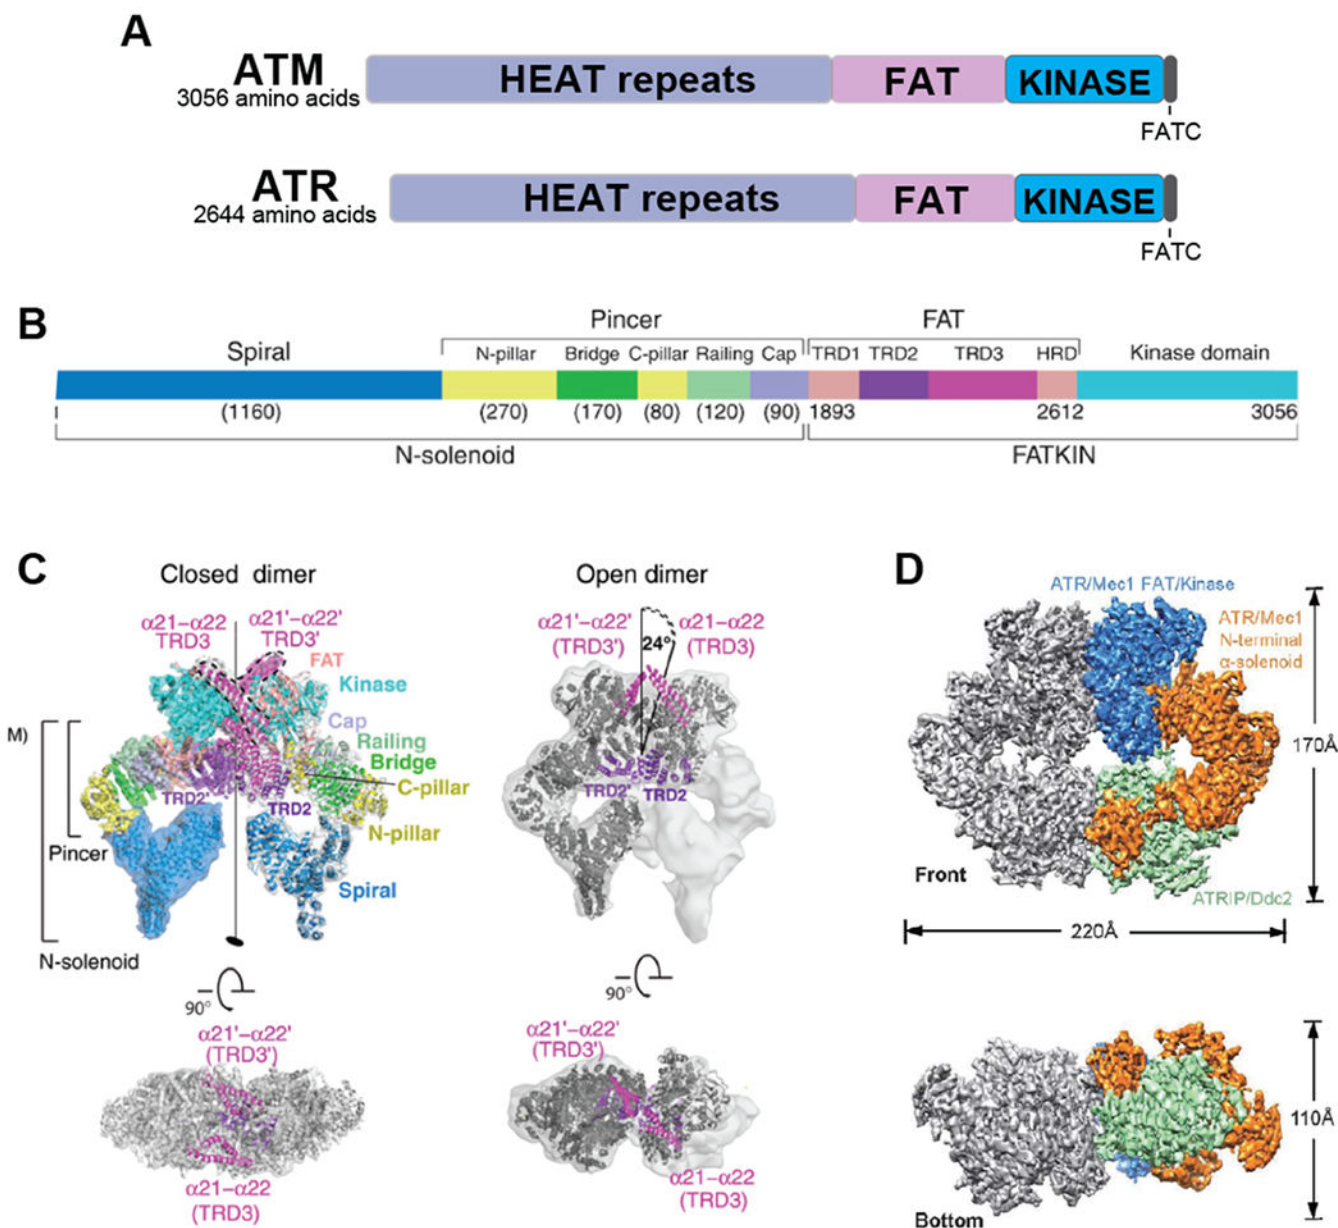 A
ATM
3056 amino acids
HEAT repeats
FAT
KINASE
FATC
ATR
2644 amino acids
HEAT repeats
FAT
KINASE
FATC
B
Pincer
FAT
Spiral
N-pillar
Bridge
C-pillar
Railing
Cap
TRD1
TRD2
TRD3
HRD
Kinase domain
(1160)
(270)
(170)
(80)
(120)
(90)
1893
2612
3056
N-solenoid
FATKIN
C
Closed dimer
α21–α22
TRD3
α21'–α22'
TRD3'
FAT
Kinase
Cap
Railing
Bridge
C-pillar
N-pillar
TRD2'
TRD2
Spiral
M)
Pincer
N-solenoid
90°
α21'–α22'
(TRD3')
α21–α22
(TRD3)
Open dimer
α21'–α22'
(TRD3')
24°
α21–α22
(TRD3)
TRD2'
TRD2
90°
α21'–α22'
(TRD3')
α21–α22
(TRD3)
D
ATR/Mec1 FAT/Kinase
ATR/Mec1
N-terminal
α-solenoid
170Å
Front
ATRIP/Ddc2
220Å
110Å
Bottom